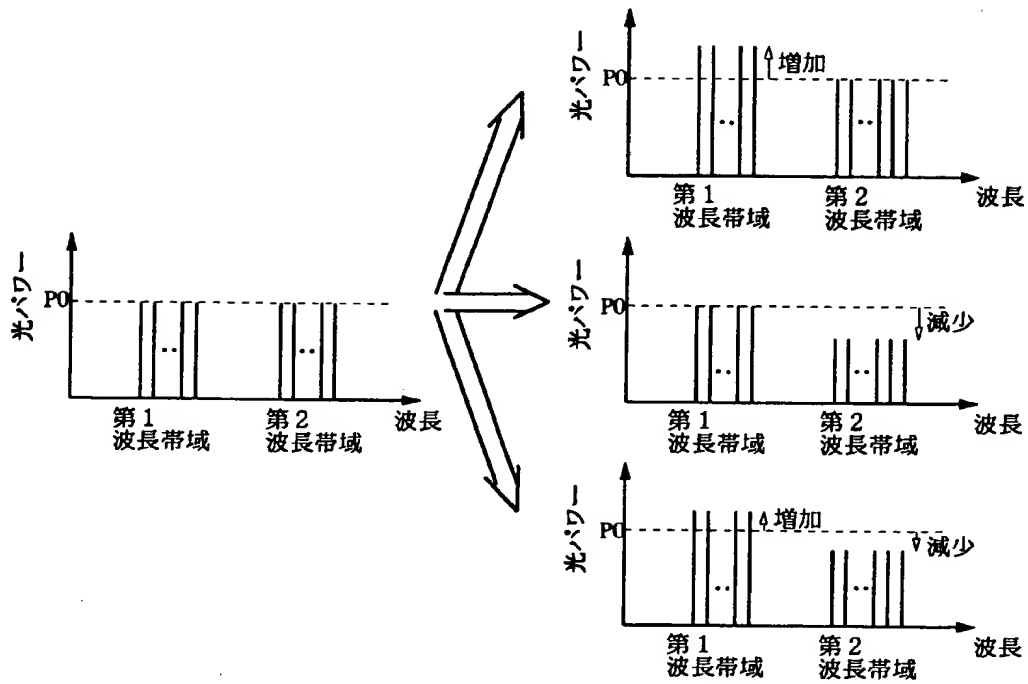 光パワー
P0
第1
波長帯域
第2
波長帯域
波長
光パワー
P0
増加
第1
波長帯域
第2
波長帯域
波長
光パワー
P0
減少
第1
波長帯域
第2
波長帯域
波長
光パワー
P0
増加
減少
第1
波長帯域
第2
波長帯域
波長